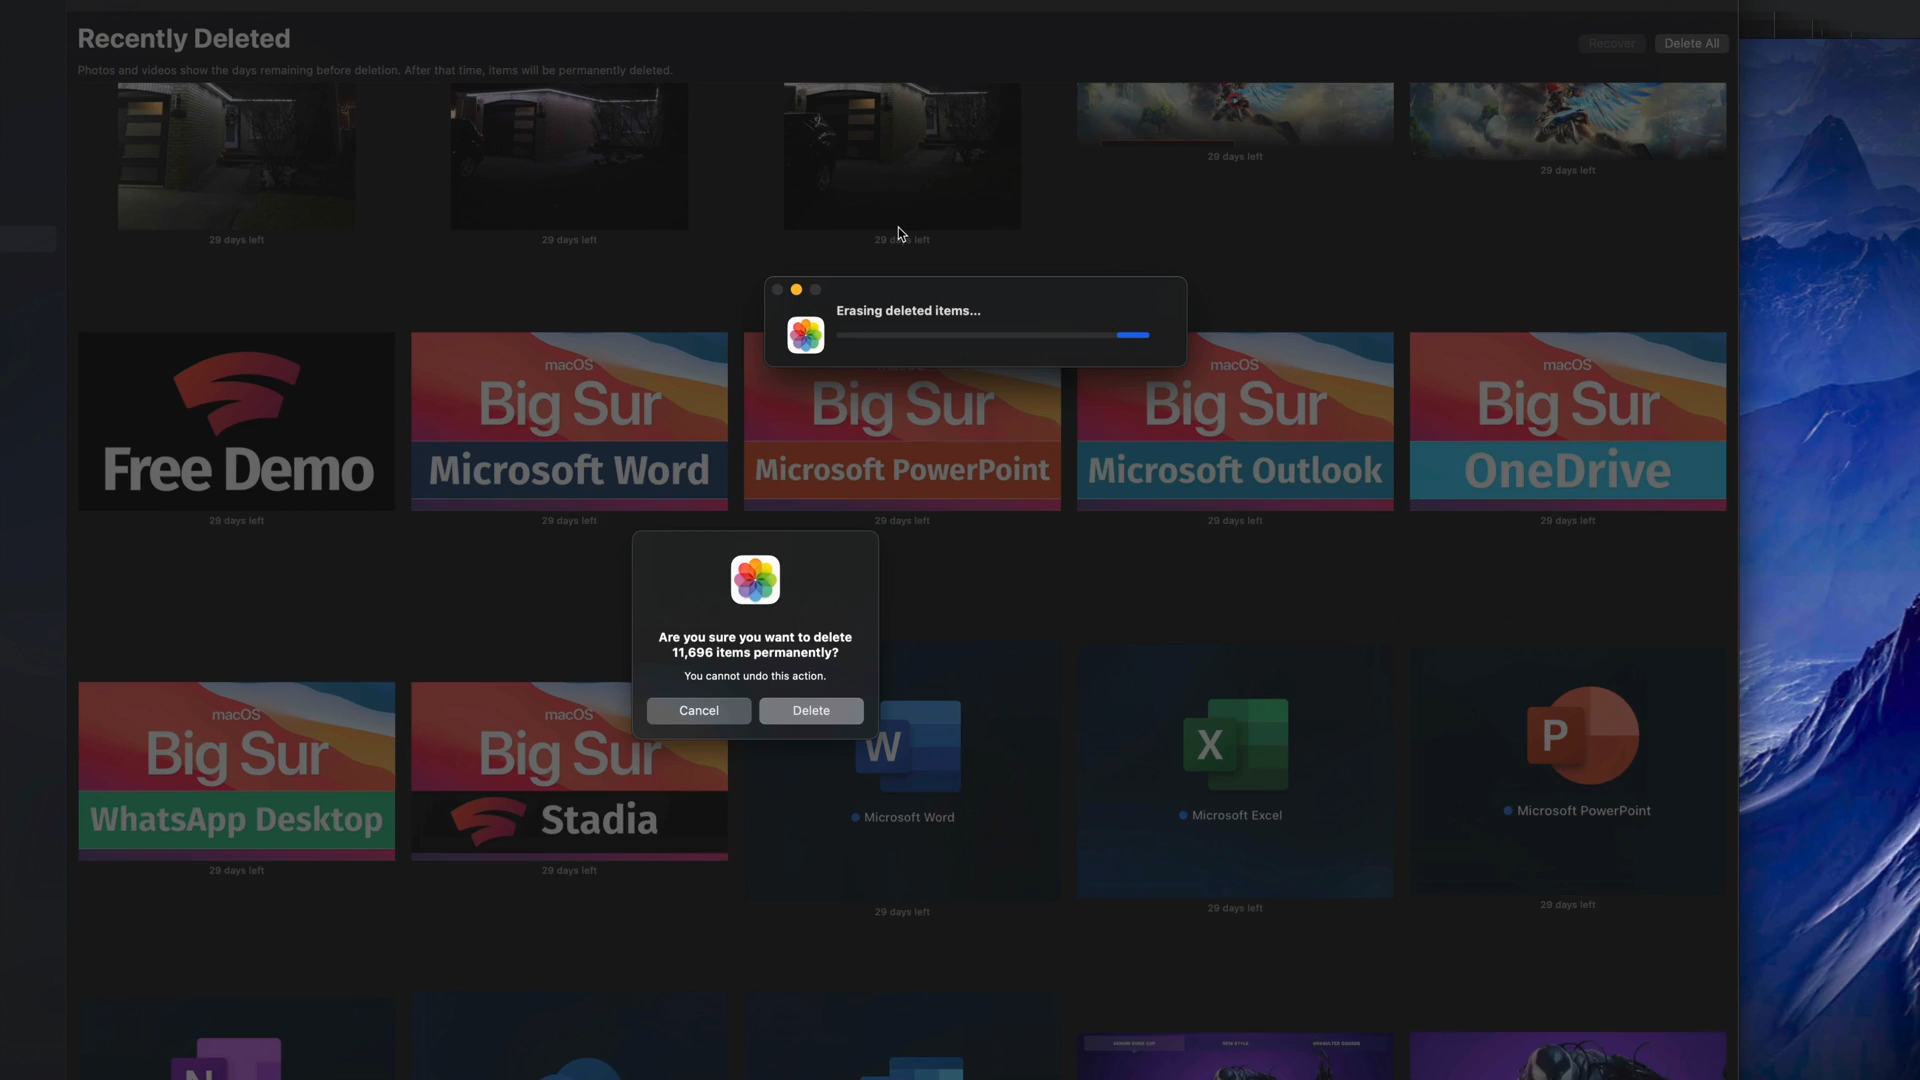 Recently Deleted
Recover
Delete All
Photos and videos show the days remaining before deletion. After that time, items will be permanently deleted.
29 days left
29 days left
29 days left
29 days left
29 days left
Erasing deleted items...
Free Demo
macOS
Big Sur
Microsoft Word
macOS
Big Sur
Microsoft PowerPoint
macOS
Big Sur
Microsoft Outlook
macOS
Big Sur
OneDrive
29 days left
29 days left
29 days left
29 days left
29 days left
Are you sure you want to delete
11,696 items permanently?
You cannot undo this action.
Cancel
Delete
macOS
Big Sur
WhatsApp Desktop
macOS
Big Sur
Stadia
W
Microsoft Word
X
Microsoft Excel
P
Microsoft PowerPoint
29 days left
29 days left
29 days left
29 days left
29 days left
N